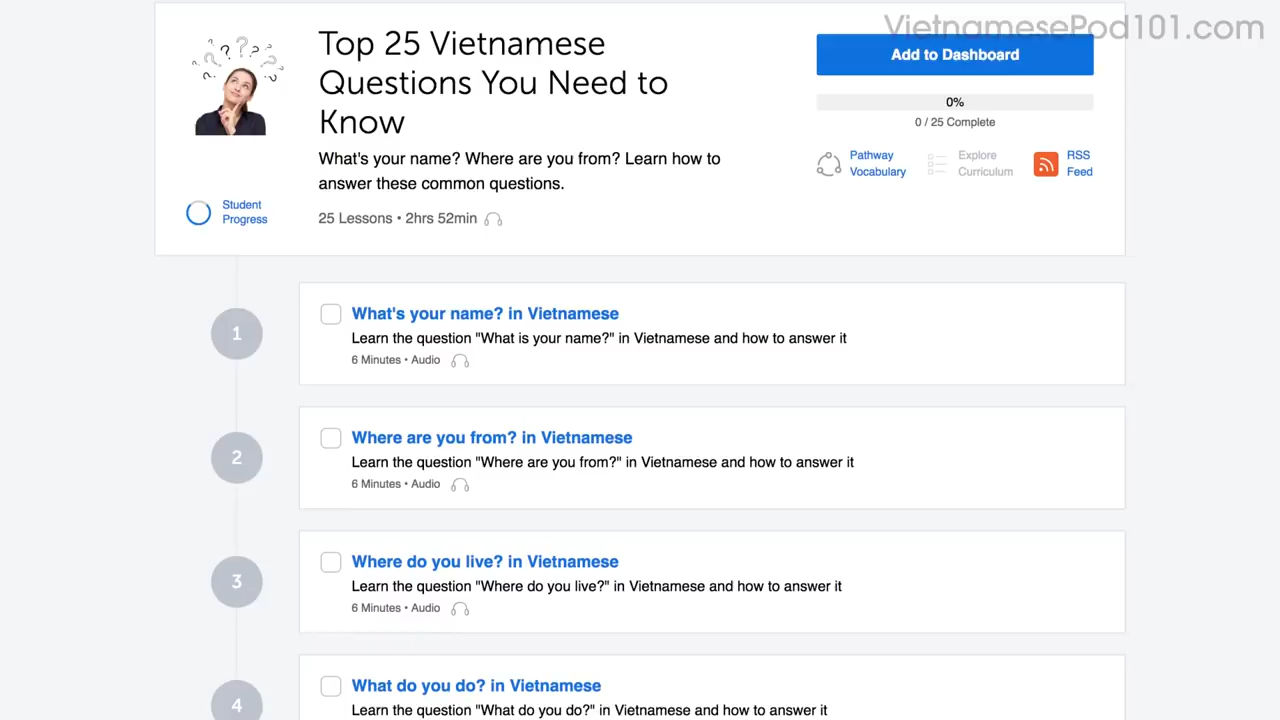 VietnamesePod101.com
Top 25 Vietnamese
Questions You Need to
Know
What's your name? Where are you from? Learn how to
answer these common questions.
25 Lessons • 2hrs 52min
Student
Progress
Add to Dashboard
0%
0 / 25 Complete
Pathway
Vocabulary
Explore
Curriculum
RSS
Feed
1
What's your name? in Vietnamese
Learn the question "What is your name?" in Vietnamese and how to answer it
6 Minutes • Audio
2
Where are you from? in Vietnamese
Learn the question "Where are you from?" in Vietnamese and how to answer it
6 Minutes • Audio
3
Where do you live? in Vietnamese
Learn the question "Where do you live?" in Vietnamese and how to answer it
6 Minutes • Audio
4
What do you do? in Vietnamese
Learn the question "What do you do?" in Vietnamese and how to answer it